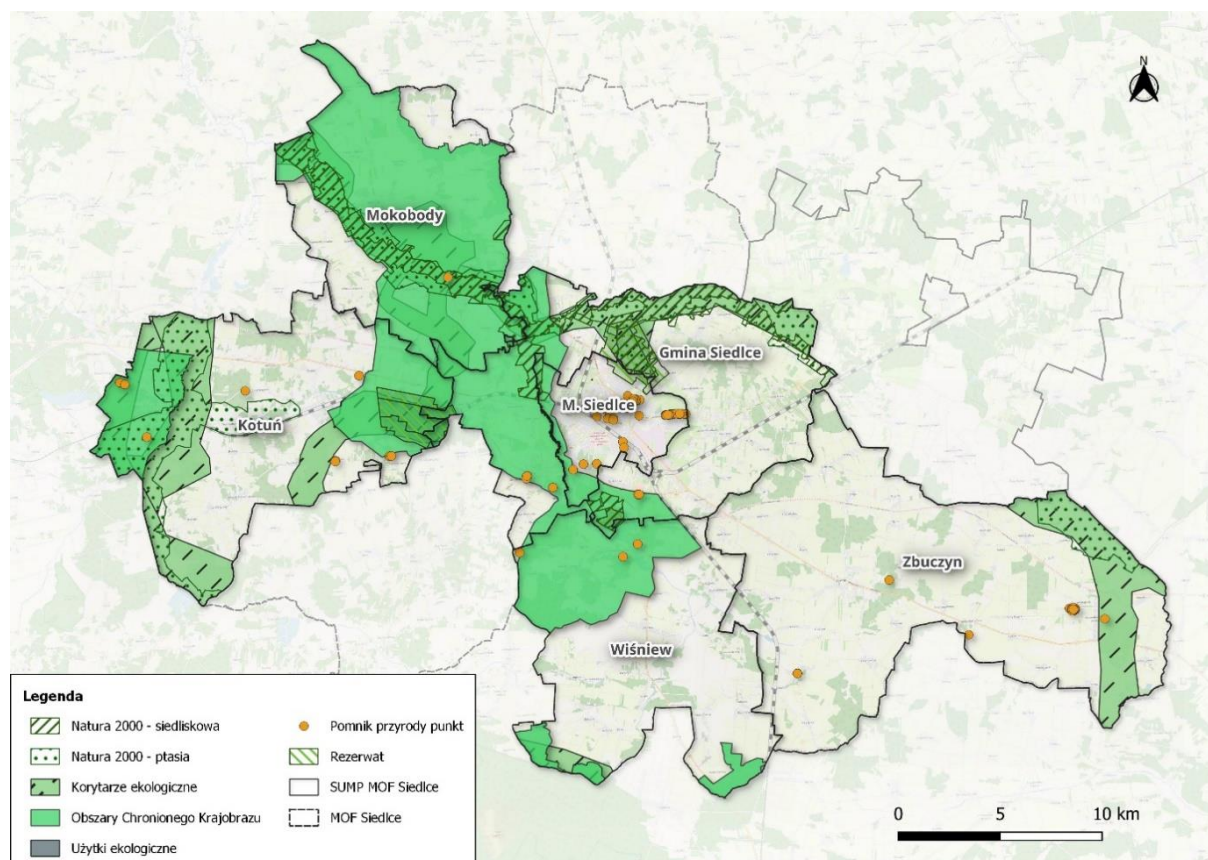 N
Mokobody
Gmina Siedlce
M. Siedlce
Kotuń
Zbuczyn
Wiśniew
Legenda
Natura 2000 - siedliskowa
Natura 2000 - ptasia
Korytarze ekologiczne
Obszary Chronionego Krajobrazu
Użytki ekologiczne
Pomnik przyrody punkt
Rezerwat
SUMP MOF Siedlce
MOF Siedlce
0 5 10 km